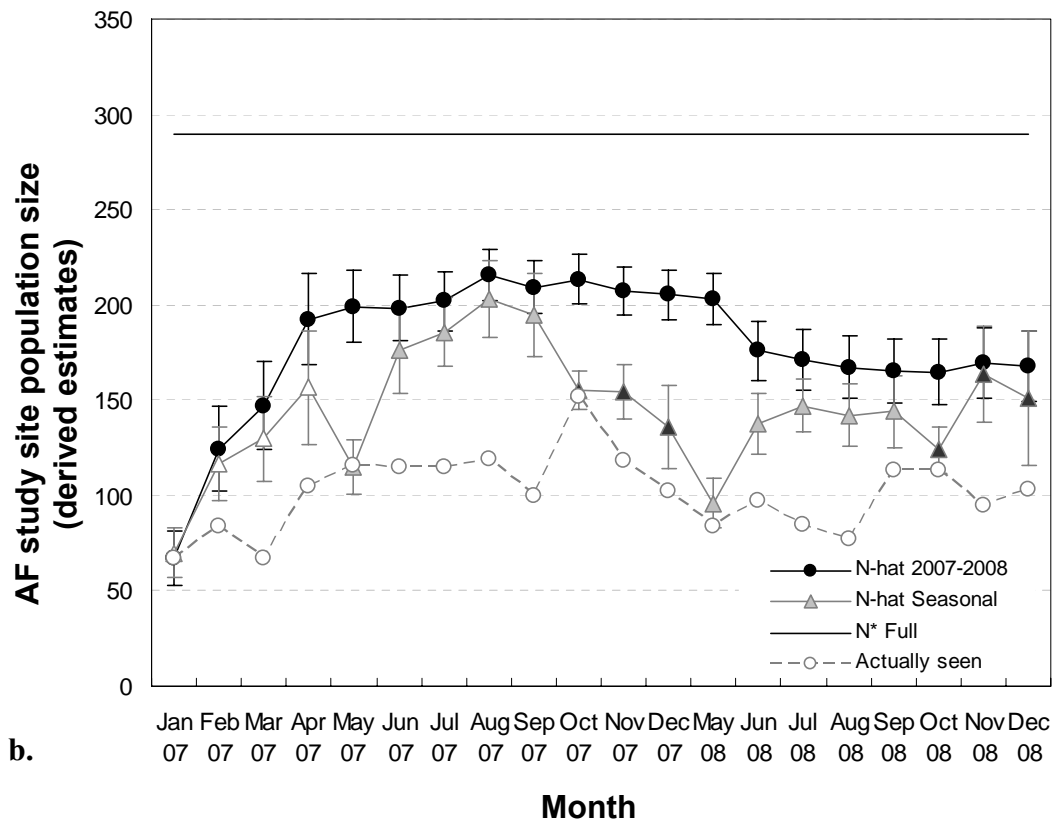 350
300
250
200
150
100
50
0
AF study site population size
(derived estimates)
N-hat 2007-2008
N-hat Seasonal
N* Full
Actually seen
Jan Feb Mar Apr May Jun Jul Aug Sep Oct Nov Dec May Jun Jul Aug Sep Oct Nov Dec
07 07 07 07 07 07 07 07 07 07 07 07 08 08 08 08 08 08 08 08
b.
Month